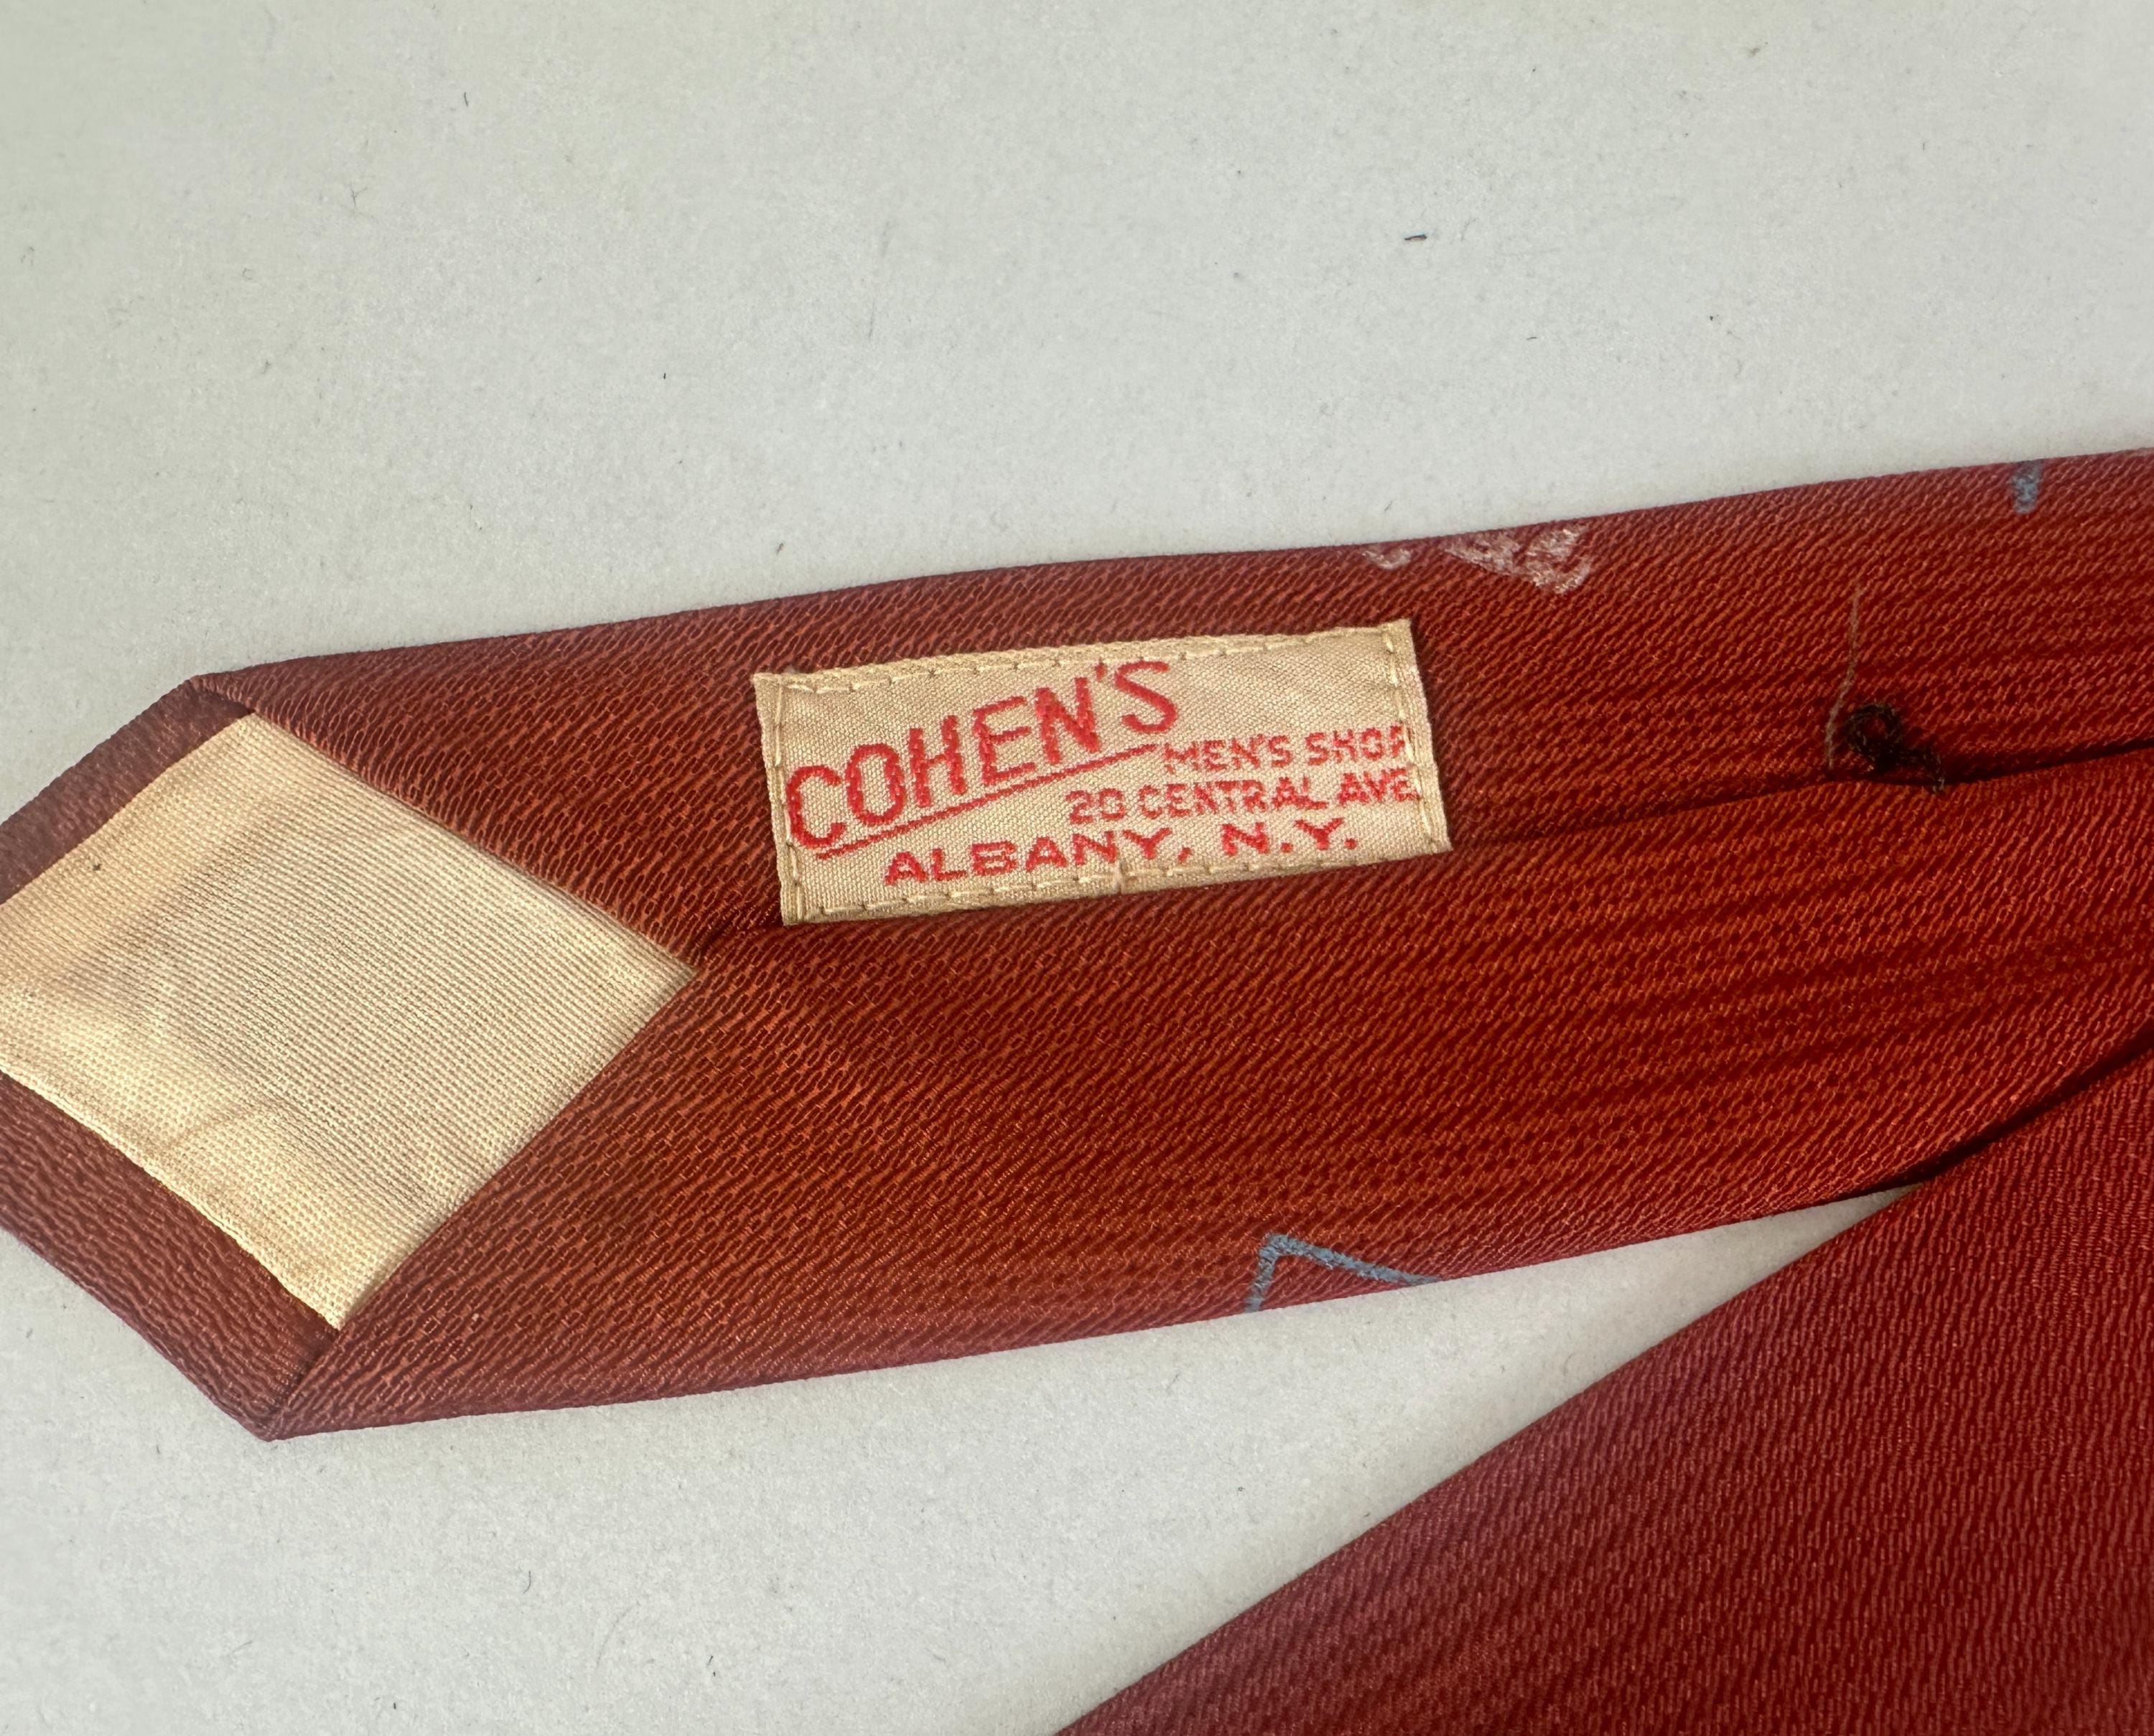 COHEN'S
MEN'S SHOP
20 CENTRAL AVE.
ALBANY, N.Y.